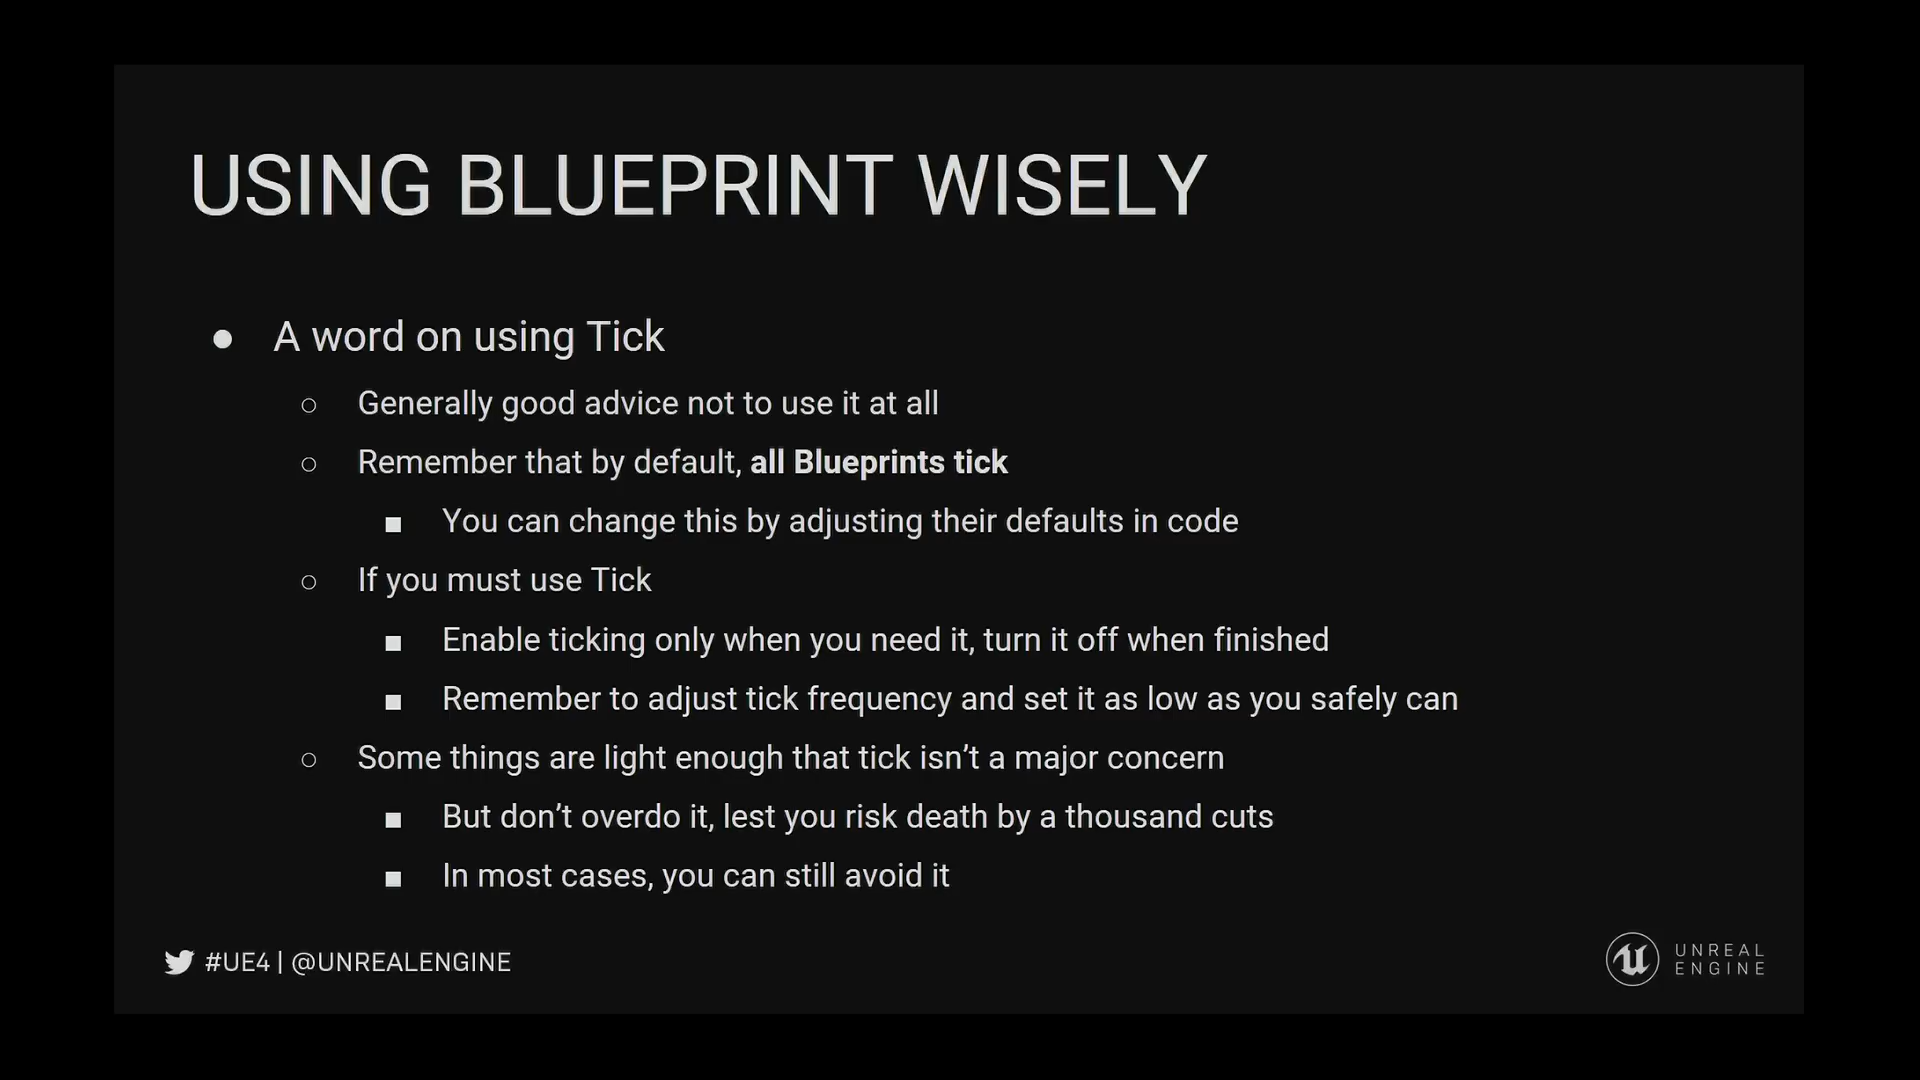 USING BLUEPRINT WISELY
● A word on using Tick
○ Generally good advice not to use it at all
○ Remember that by default, all Blueprints tick
■ You can change this by adjusting their defaults in code
○ If you must use Tick
■ Enable ticking only when you need it, turn it off when finished
■ Remember to adjust tick frequency and set it as low as you safely can
○ Some things are light enough that tick isn’t a major concern
■ But don’t overdo it, lest you risk death by a thousand cuts
■ In most cases, you can still avoid it
#UE4 | @UNREALENGINE
UNREAL
ENGINE